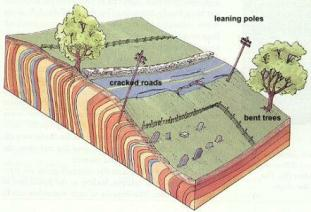 leaning poles
cracked roads
bent trees